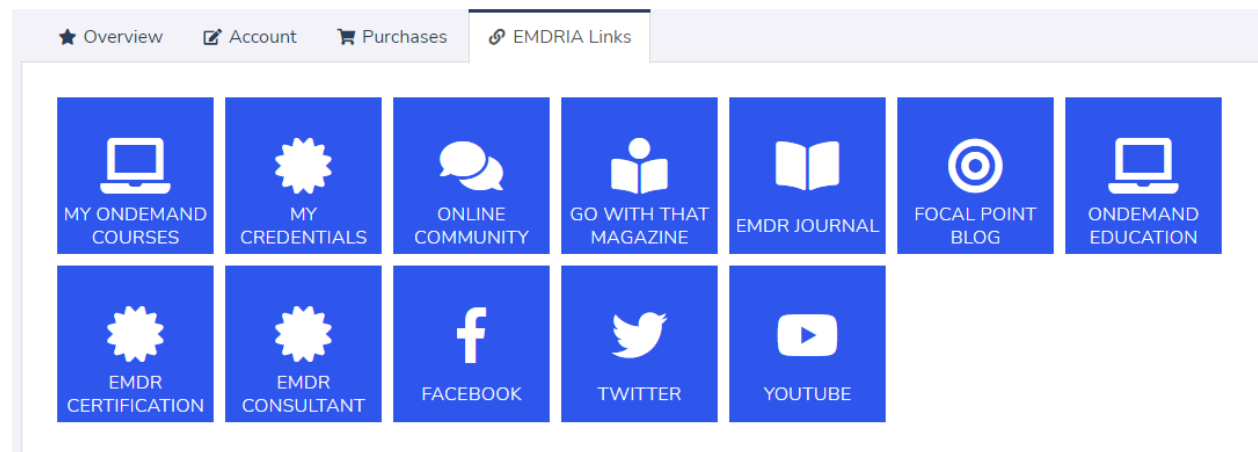 Overview Account Purchases EMDRIA Links
MY ONDEMAND COURSES
MY CREDENTIALS
ONLINE COMMUNITY
GO WITH THAT MAGAZINE
EMDR JOURNAL
FOCAL POINT BLOG
ONDEMAND EDUCATION
EMDR CERTIFICATION
EMDR CONSULTANT
FACEBOOK
TWITTER
YOUTUBE